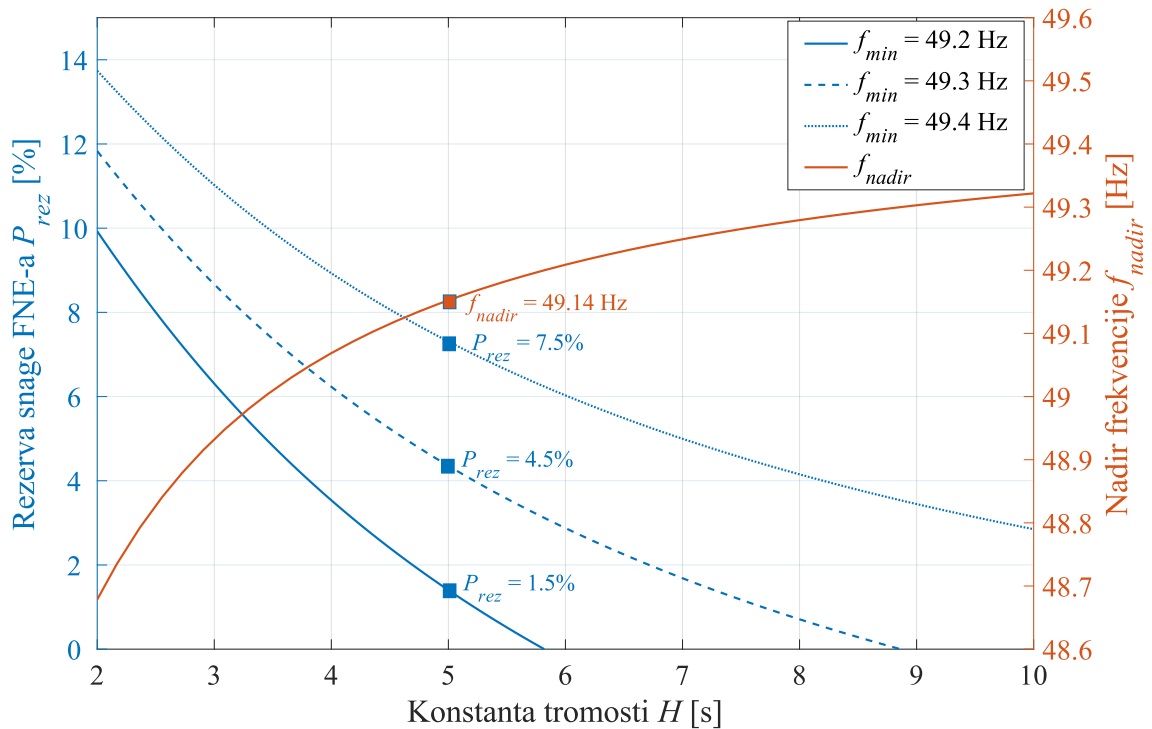 14
12
10
8
6
4
2
0
Rezerva snage FNE-a P_rez [%]
49.6
49.5
49.4
49.3
49.2
49.1
49
48.9
48.8
48.7
48.6
Nadir frekvencije f_nadir [Hz]
f_min = 49.2 Hz
f_min = 49.3 Hz
f_min = 49.4 Hz
f_nadir
f_nadir = 49.14 Hz
P_rez = 7.5%
P_rez = 4.5%
P_rez = 1.5%
2 3 4 5 6 7 8 9 10
Konstanta tromosti H [s]